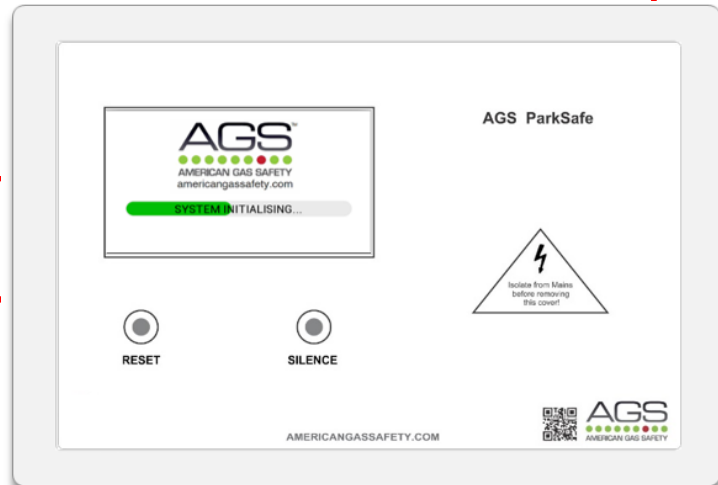 AGS™
AMERICAN GAS SAFETY
americangassafety.com
SYSTEM INITIALISING...
AGS ParkSafe
Isolate from Mains
before removing
this cover!
RESET
SILENCE
AMERICANGASSAFETY.COM
AGS
AMERICAN GAS SAFETY